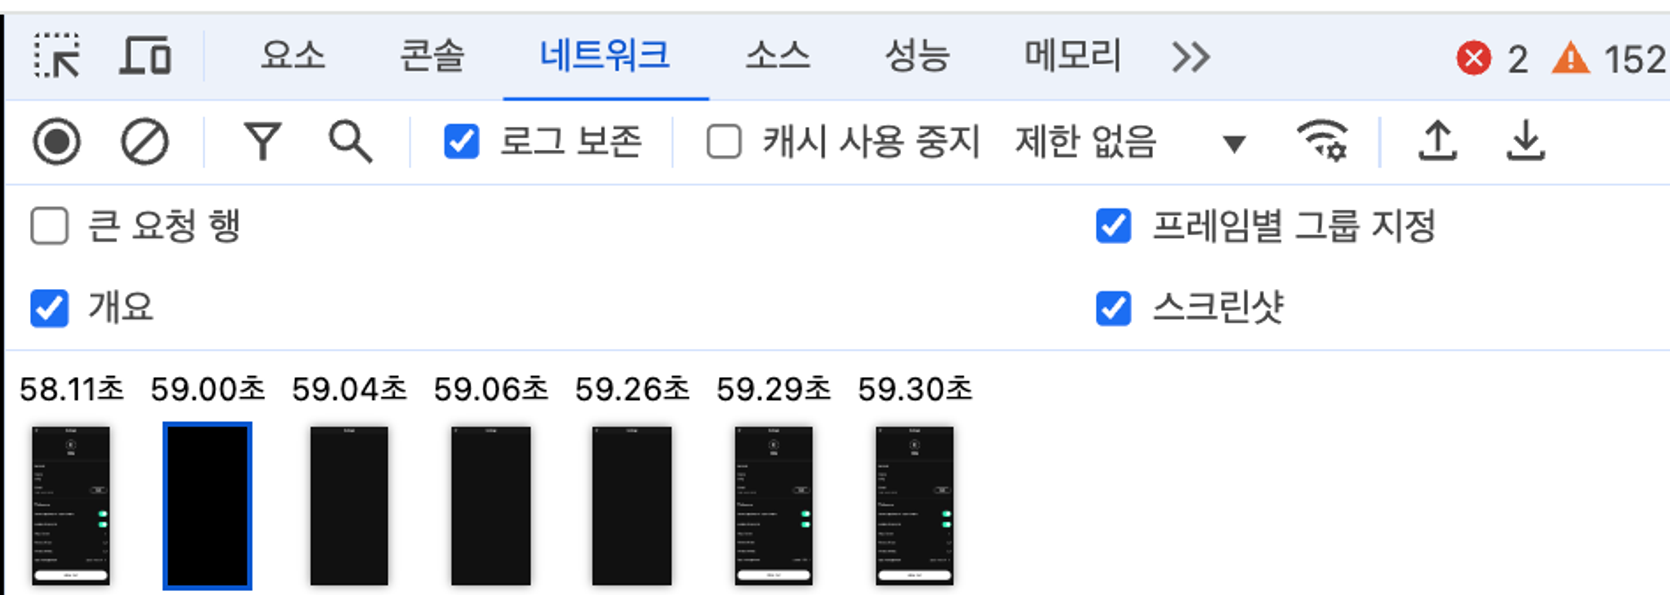 요소 콘솔 네트워크 소스 성능 메모리 2 152
로그 보존 캐시 사용 중지 제한 없음
큰 요청 행 프레임별 그룹 지정
개요 스크린샷
58.11초 59.00초 59.04초 59.06초 59.26초 59.29초 59.30초